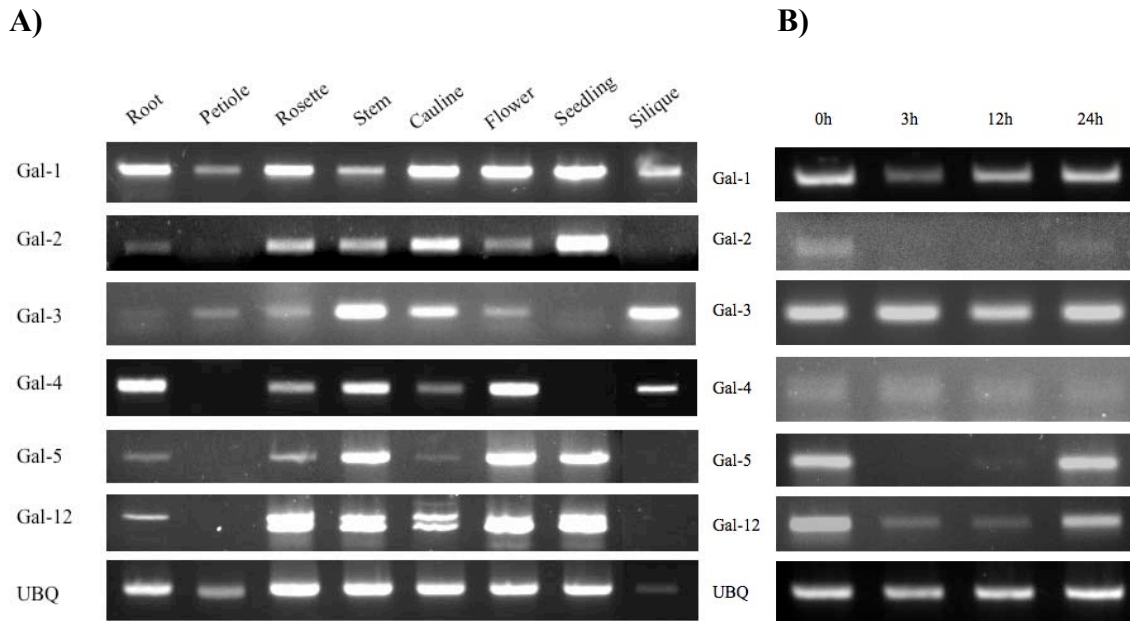 A)
Root Petiole Rosette Stem Cauline Flower Seedling Silique
Gal-1
Gal-2
Gal-3
Gal-4
Gal-5
Gal-12
UBQ
B)
0h 3h 12h 24h
Gal-1
Gal-2
Gal-3
Gal-4
Gal-5
Gal-12
UBQ